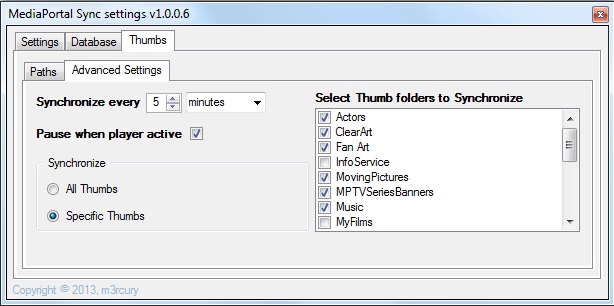 MediaPortal Sync settings v1.0.0.6
Settings Database Thumbs
Paths Advanced Settings
Synchronize every 5 minutes
Pause when player active
Synchronize
All Thumbs
Specific Thumbs
Select Thumb folders to Synchronize
Actors
ClearArt
Fan Art
InfoService
MovingPictures
MPTVSeriesBanners
Music
MyFilms
Copyright © 2013, m3rcury